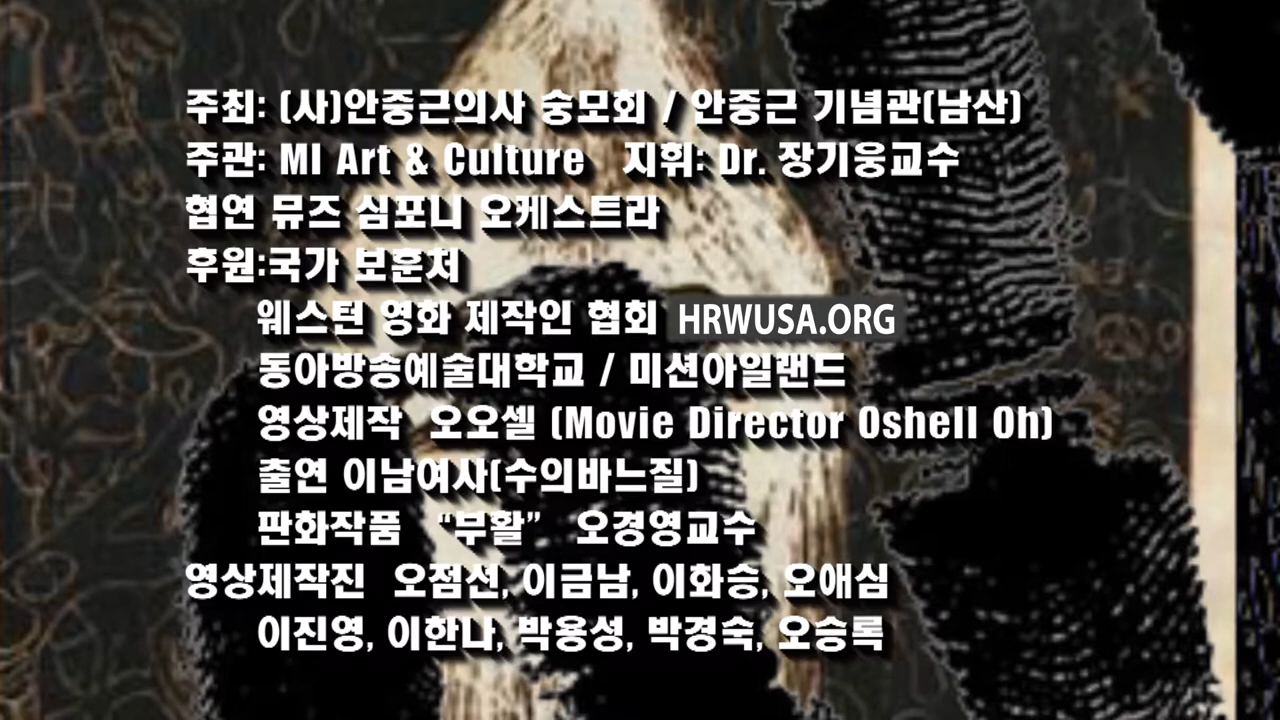 주최: (사)안중근의사 숭모회 / 안중근 기념관(남산)
주관: MI Art & Culture 지휘: Dr. 장기웅교수
협연 뮤즈 심포니 오케스트라
후원:국가 보훈처
웨스턴 영화 제작인 협회 HRWUSA.ORG
동아방송예술대학교 / 미션아일랜드
영상제작 오오셀 (Movie Director Oshell Oh)
출연 이남여사(수의바느질)
판화작품 “부활” 오경영교수
영상제작진 오점선, 이금남, 이화승, 오애심
이진영, 이한나, 박용성, 박경숙, 오승록